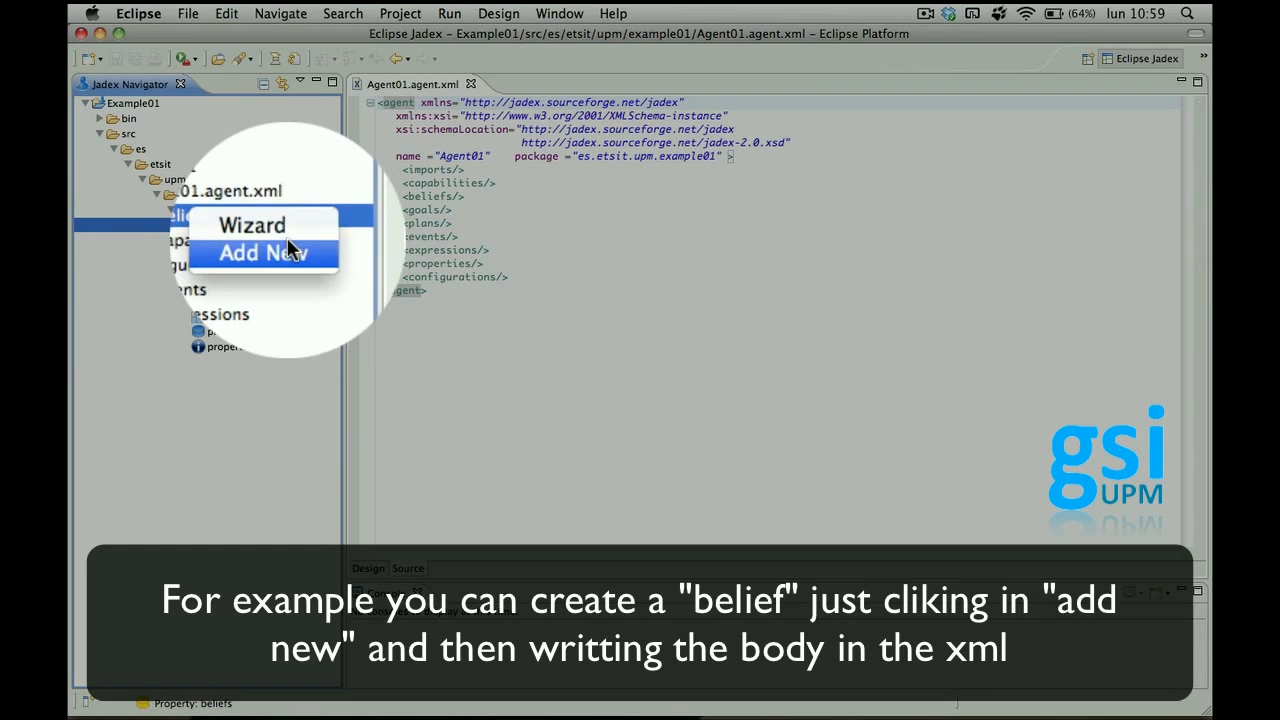 Eclipse File Edit Navigate Search Project Run Design Window Help (64%) lun 10:59
Eclipse Jadex – Example01/src/es/etsit/upm/example01/Agent01.agent.xml – Eclipse Platform
Eclipse Jadex
Jadex Navigator
Agent01.agent.xml
Example01
bin
src
es
etsit
upm
.01.agent.xml
Wizard
Add New
ents
essions
proper
<agent xmlns="http://jadex.sourceforge.net/jadex"
xmlns:xsi="http://www.w3.org/2001/XMLSchema-instance"
xsi:schemaLocation="http://jadex.sourceforge.net/jadex
http://jadex.sourceforge.net/jadex-2.0.xsd"
name ="Agent01" package ="es.etsit.upm.example01" >
<imports/>
<capabilities/>
<beliefs/>
<goals/>
<plans/>
<events/>
<expressions/>
<properties/>
<configurations/>
agent>
gsi
UPM
Design Source
For example you can create a "belief" just cliking in "add
new" and then writting the body in the xml
Property: beliefs